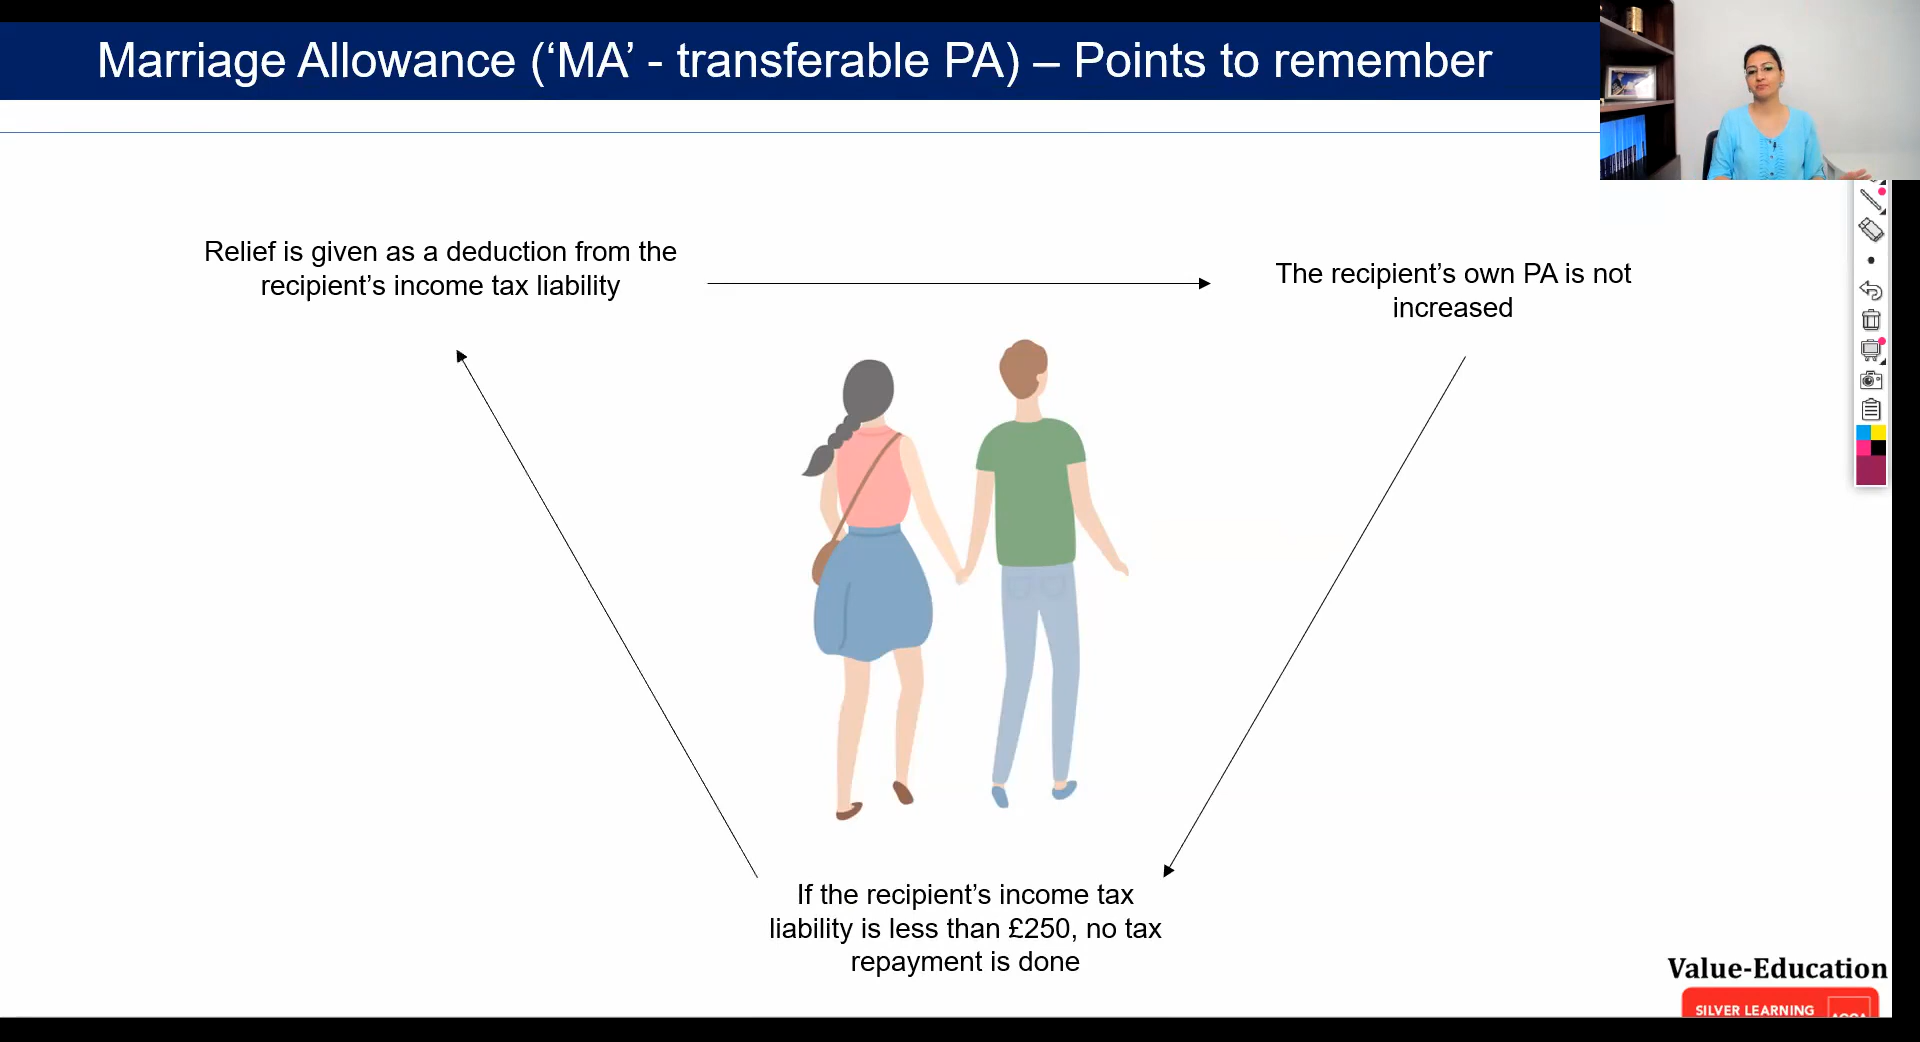 Marriage Allowance (‘MA’ - transferable PA) – Points to remember
Relief is given as a deduction from the
recipient’s income tax liability
The recipient’s own PA is not
increased
If the recipient’s income tax
liability is less than £250, no tax
repayment is done
Value-Education
SILVER LEARNING
ACCA